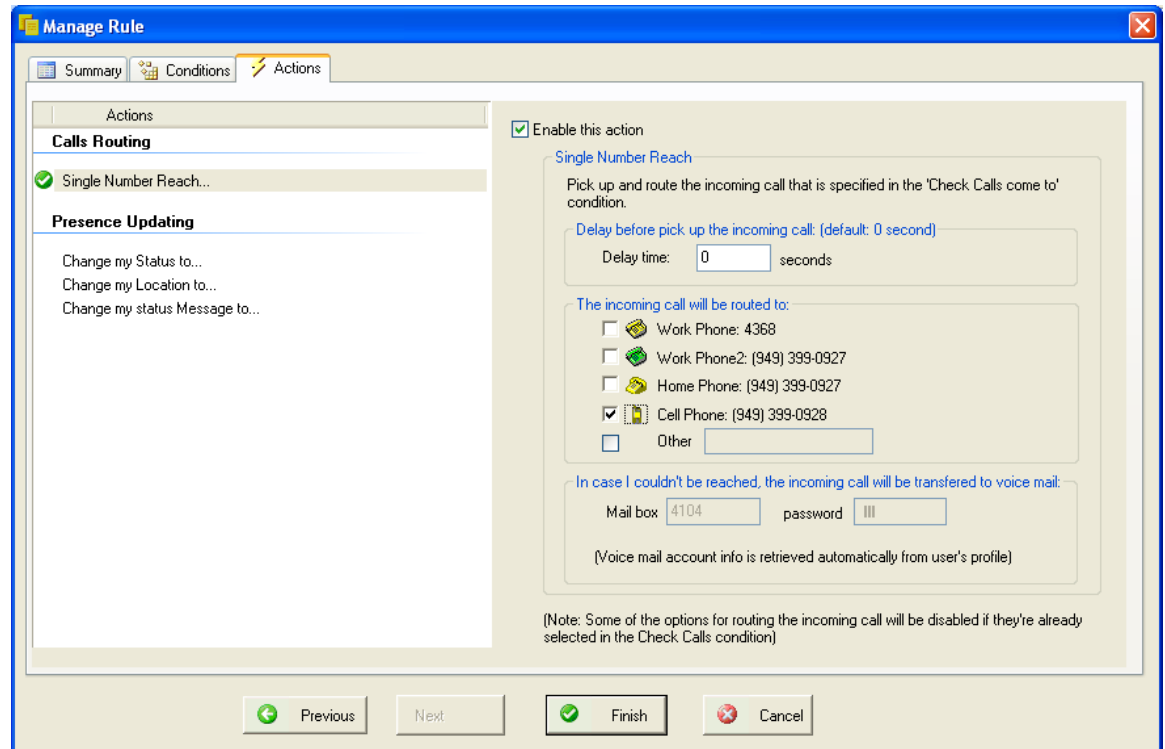 Manage Rule
Summary
Conditions
Actions
Actions
Calls Routing
Single Number Reach...
Presence Updating
Change my Status to...
Change my Location to...
Change my status Message to...
Enable this action
Single Number Reach
Pick up and route the incoming call that is specified in the 'Check Calls come to'
condition.
Delay before pick up the incoming call: (default: 0 second)
Delay time: 0 seconds
The incoming call will be routed to:
Work Phone: 4368
Work Phone2: (949) 399-0927
Home Phone: (949) 399-0927
Cell Phone: (949) 399-0928
Other
In case I couldn't be reached, the incoming call will be transfered to voice mail:
Mail box 4104 password
(Voice mail account info is retrieved automatically from user's profile)
(Note: Some of the options for routing the incoming call will be disabled if they're already
selected in the Check Calls condition)
Previous
Next
Finish
Cancel